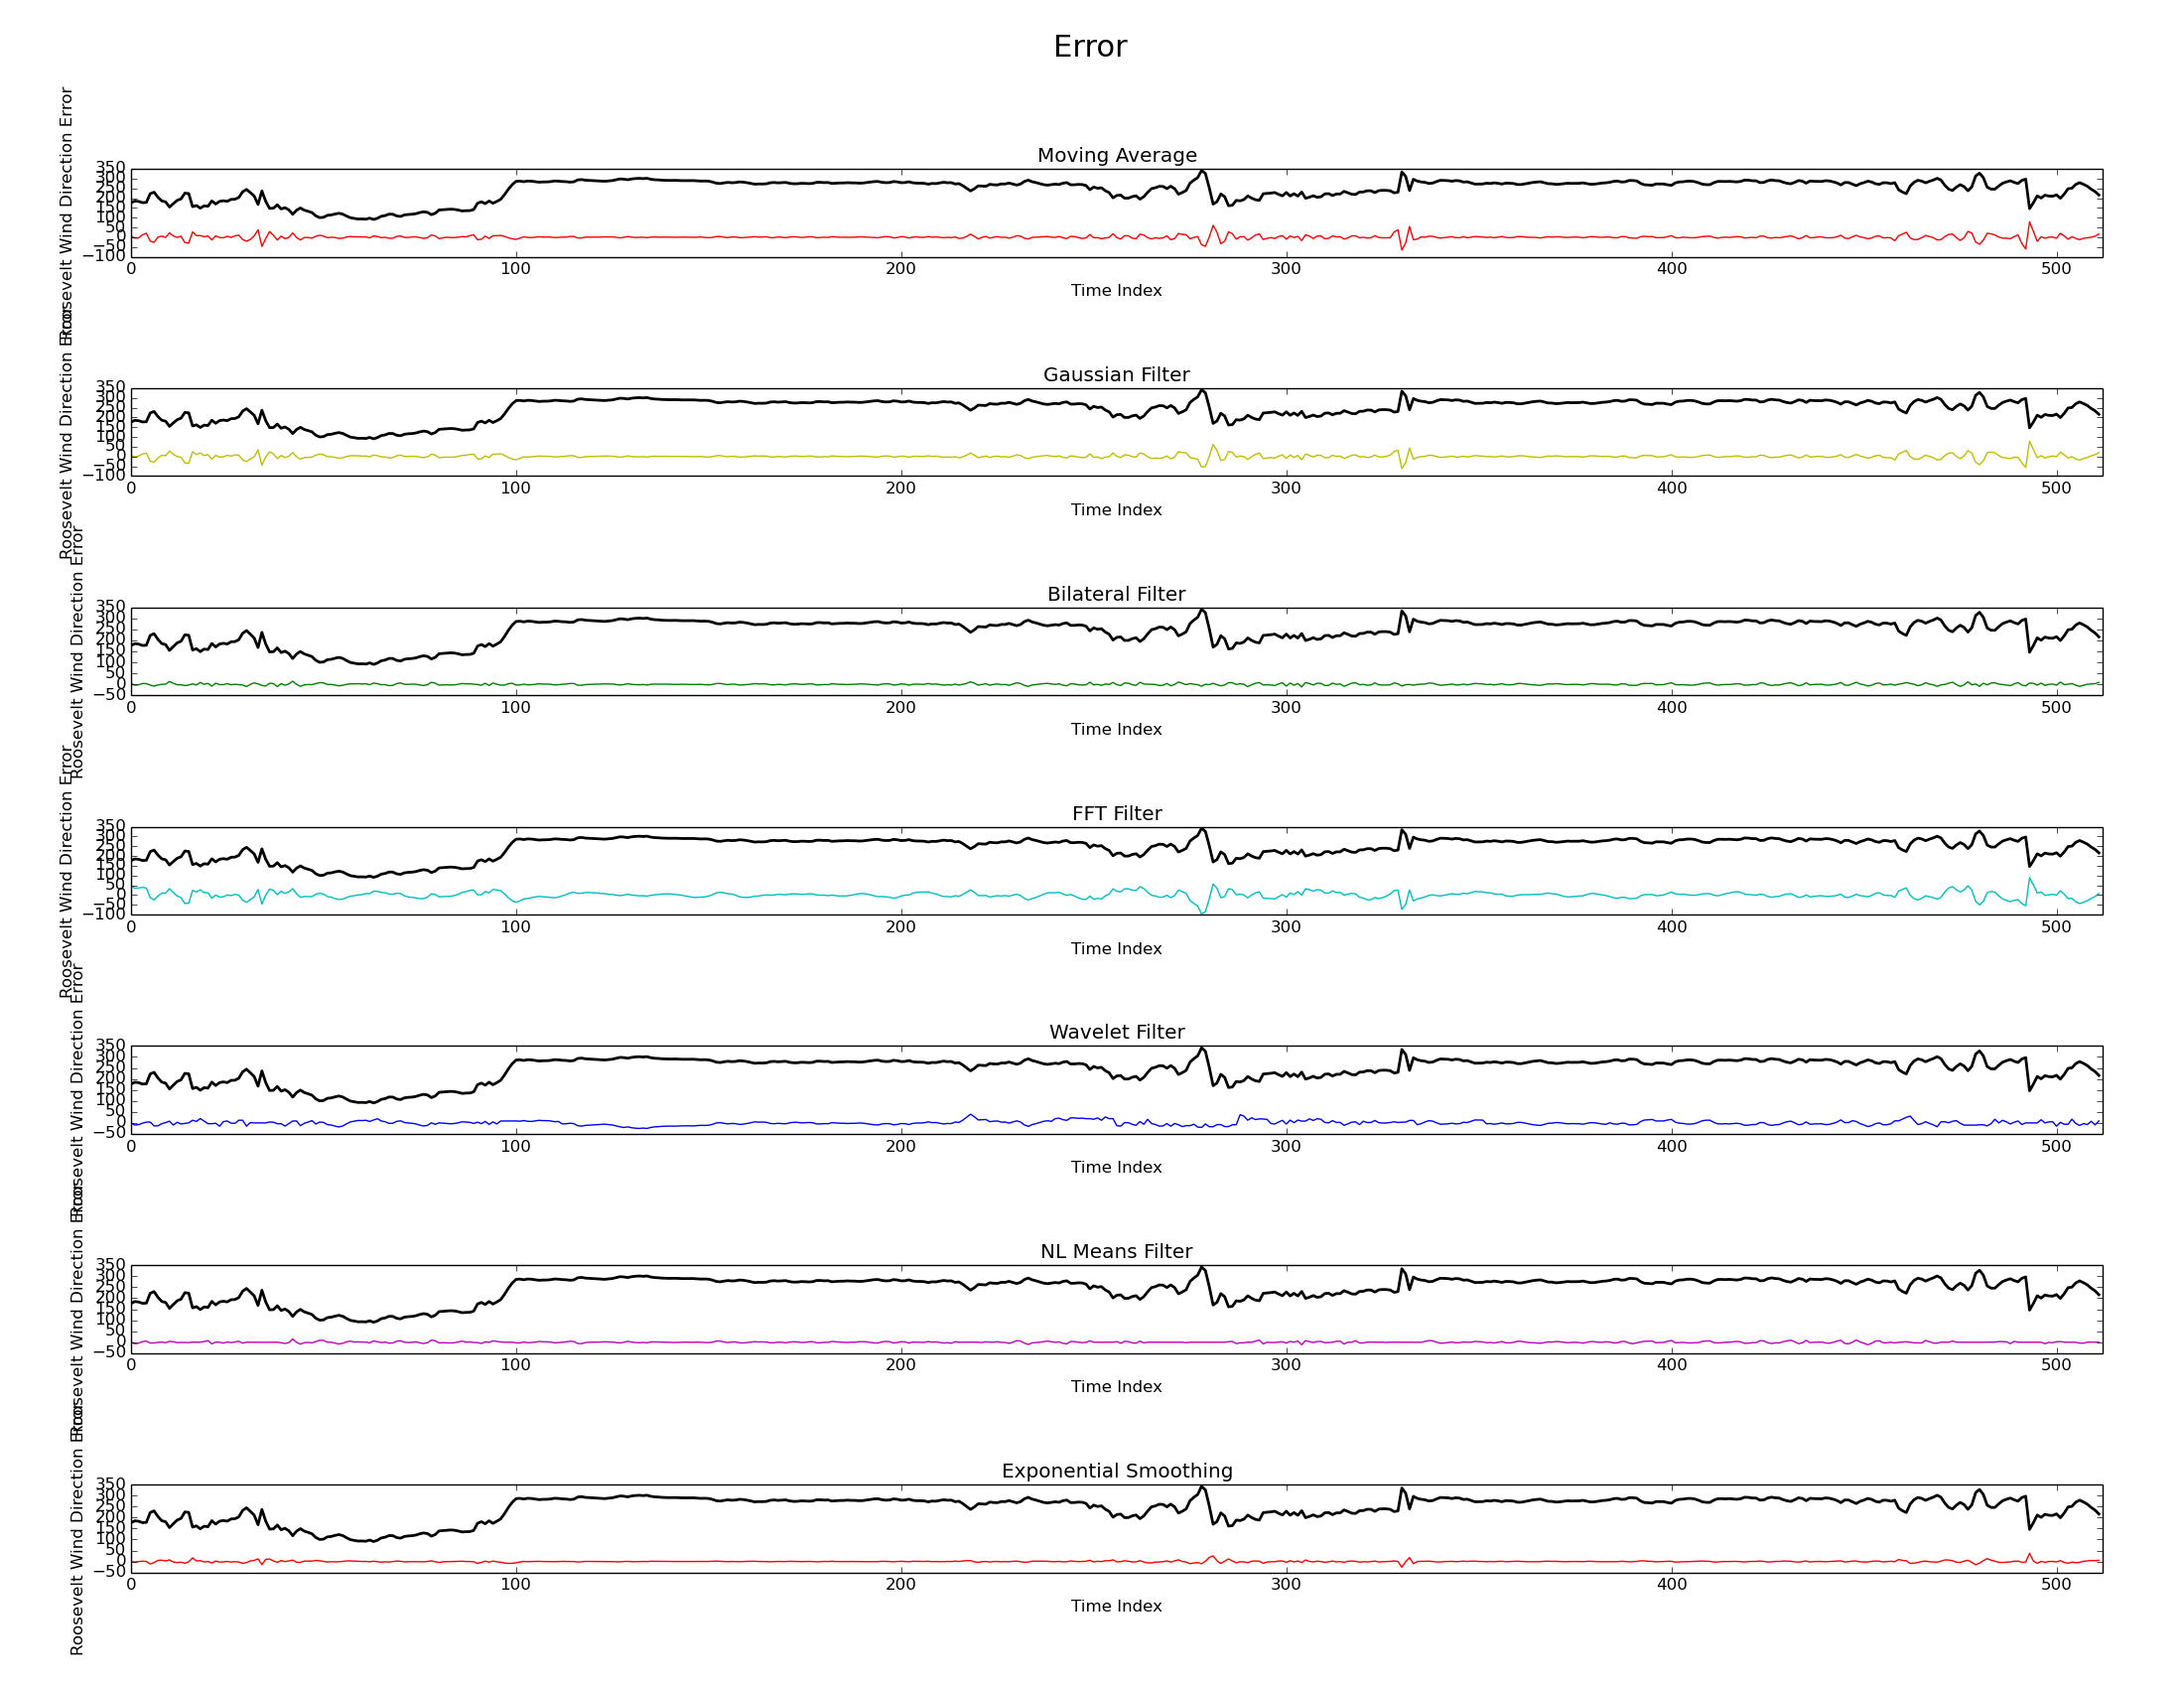 Error
Moving Average
Roosevelt Wind Direction Error
350
300
250
200
150
100
50
0
−50
−100
0 100 200 300 400 500
Time Index
Gaussian Filter
Roosevelt Wind Direction Error
350
300
250
200
150
100
50
0
−50
−100
0 100 200 300 400 500
Time Index
Bilateral Filter
Roosevelt Wind Direction Error
350
300
250
200
150
100
50
0
−50
0 100 200 300 400 500
Time Index
FFT Filter
Roosevelt Wind Direction Error
350
300
250
200
150
100
50
0
−50
−100
0 100 200 300 400 500
Time Index
Wavelet Filter
Roosevelt Wind Direction Error
350
300
250
200
150
100
50
0
−50
0 100 200 300 400 500
Time Index
NL Means Filter
Roosevelt Wind Direction Error
350
300
250
200
150
100
50
0
−50
0 100 200 300 400 500
Time Index
Exponential Smoothing
Roosevelt Wind Direction Error
350
300
250
200
150
100
50
0
−50
0 100 200 300 400 500
Time Index